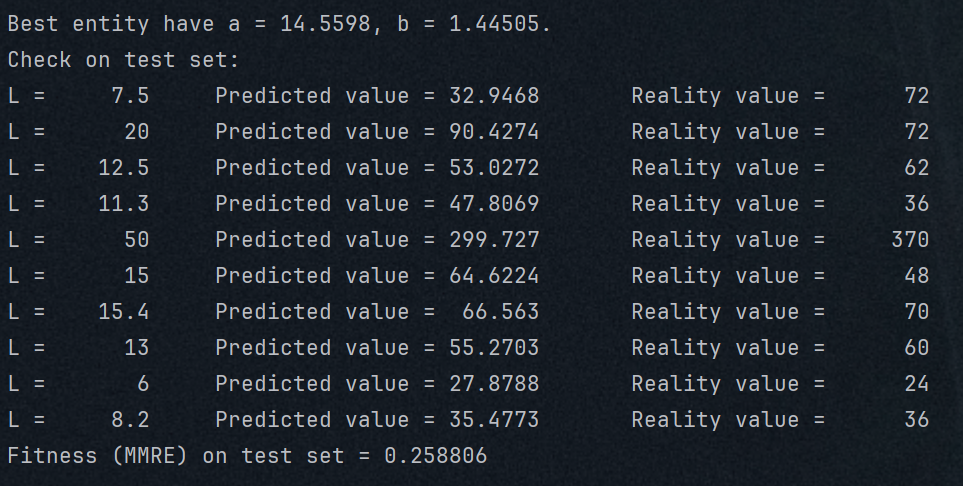 Best entity have a = 14.5598, b = 1.44505.
Check on test set:
L =     7.5     Predicted value = 32.9468       Reality value =      72
L =      20     Predicted value = 90.4274       Reality value =      72
L =    12.5     Predicted value = 53.0272       Reality value =      62
L =    11.3     Predicted value = 47.8069       Reality value =      36
L =      50     Predicted value = 299.727       Reality value =     370
L =      15     Predicted value = 64.6224       Reality value =      48
L =    15.4     Predicted value =  66.563       Reality value =      70
L =      13     Predicted value = 55.2703       Reality value =      60
L =       6     Predicted value = 27.8788       Reality value =      24
L =     8.2     Predicted value = 35.4773       Reality value =      36
Fitness (MMRE) on test set = 0.258806